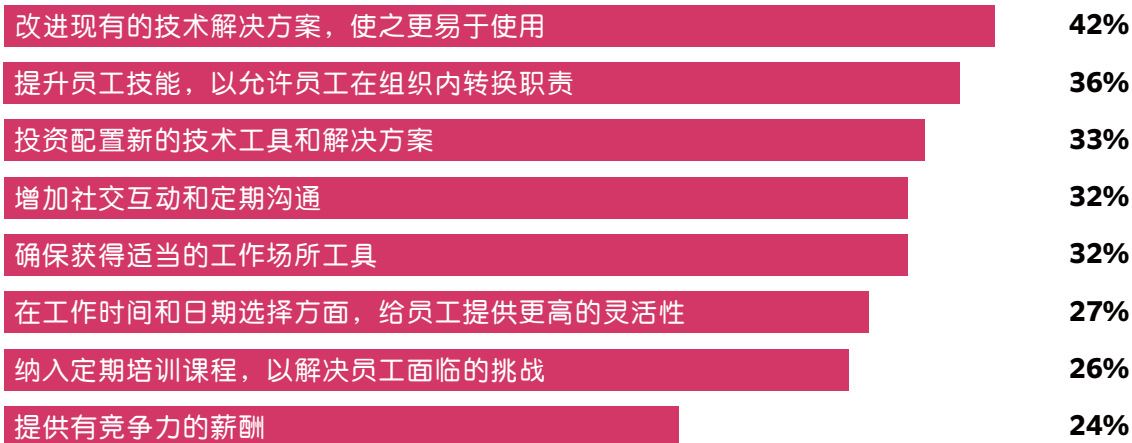 改进现有的技术解决方案，使之更易于使用 42%
提升员工技能，以允许员工在组织内转换职责 36%
投资配置新的技术工具和解决方案 33%
增加社交互动和定期沟通 32%
确保获得适当的工作场所工具 32%
在工作时间和日期选择方面，给员工提供更高的灵活性 27%
纳入定期培训课程，以解决员工面临的挑战 26%
提供有竞争力的薪酬 24%